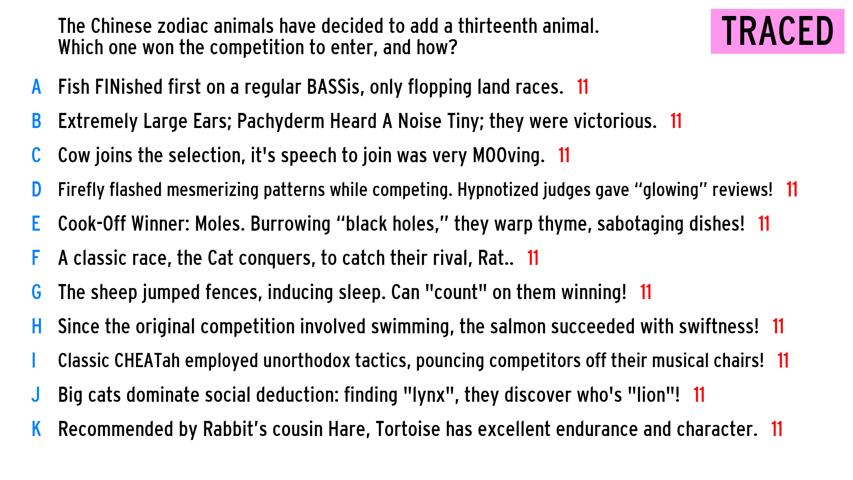 The Chinese zodiac animals have decided to add a thirteenth animal.
Which one won the competition to enter, and how?
TRACED
A Fish FINished first on a regular BASSis, only flopping land races. 11
B Extremely Large Ears; Pachyderm Heard A Noise Tiny; they were victorious. 11
C Cow joins the selection, it's speech to join was very MOOving. 11
D Firefly flashed mesmerizing patterns while competing. Hypnotized judges gave “glowing” reviews! 11
E Cook-Off Winner: Moles. Burrowing “black holes,” they warp thyme, sabotaging dishes! 11
F A classic race, the Cat conquers, to catch their rival, Rat.. 11
G The sheep jumped fences, inducing sleep. Can "count" on them winning! 11
H Since the original competition involved swimming, the salmon succeeded with swiftness! 11
I Classic CHEATah employed unorthodox tactics, pouncing competitors off their musical chairs! 11
J Big cats dominate social deduction: finding "lynx", they discover who's "lion"! 11
K Recommended by Rabbit’s cousin Hare, Tortoise has excellent endurance and character. 11